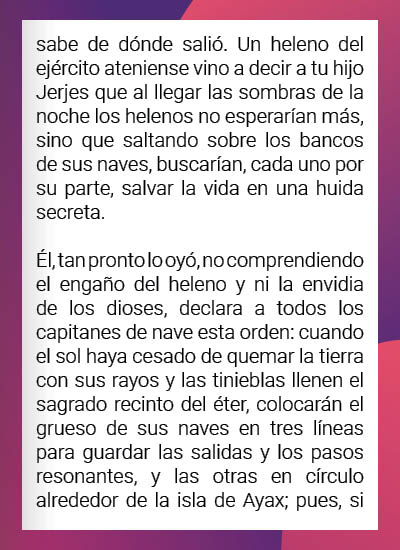 sabe de dónde salió. Un heleno del
ejército ateniense vino a decir a tu hijo
Jerjes que al llegar las sombras de la
noche los helenos no esperarían más,
sino que saltando sobre los bancos
de sus naves, buscarían, cada uno por
su parte, salvar la vida en una huida
secreta.
Él, tan pronto lo oyó, no comprendiendo
el engaño del heleno y ni la envidia
de los dioses, declara a todos los
capitanes de nave esta orden: cuando
el sol haya cesado de quemar la tierra
con sus rayos y las tinieblas llenen el
sagrado recinto del éter, colocarán el
grueso de sus naves en tres líneas
para guardar las salidas y los pasos
resonantes, y las otras en círculo
alrededor de la isla de Ayax; pues, si